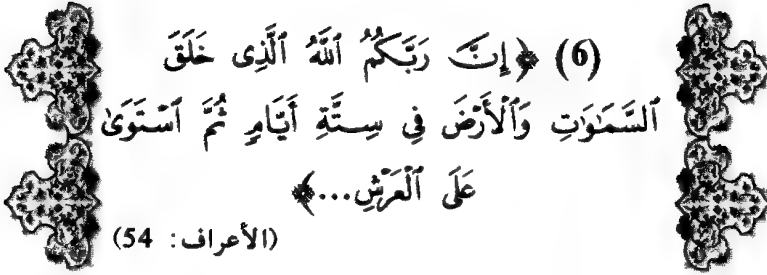 (6) ﴿إِنَّ رَبَّكُمُ ٱللَّهُ ٱلَّذِى خَلَقَ
ٱلسَّمَٰوَٰتِ وَٱلْأَرْضَ فِى سِتَّةِ أَيَّامٍ ثُمَّ ٱسْتَوَىٰ
عَلَى ٱلْعَرْشِ...﴾
(الأعراف: 54)